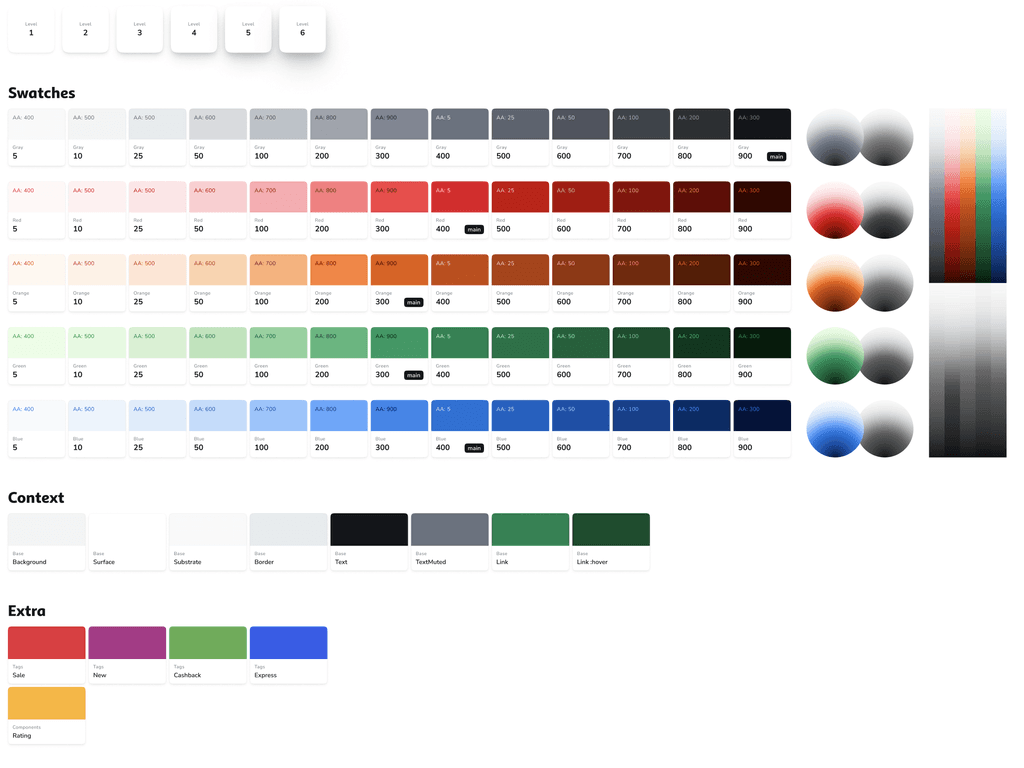 Level Level Level Level Level Level
1 2 3 4 5 6
Swatches
AA: 400 AA: 500 AA: 500 AA: 600 AA: 700 AA: 700 AA: 900 AA: 5 AA: 25 AA: 50 AA: 100 AA: 200 AA: 300
Gray Gray Gray Gray Gray Gray Gray Gray Gray Gray Gray Gray Gray
5 10 25 50 100 200 300 400 500 600 700 800 900 main
AA: 400 AA: 500 AA: 500 AA: 600 AA: 700 AA: 800 AA: 900 AA: 5 AA: 25 AA: 50 AA: 100 AA: 200 AA: 300
Red Red Red Red Red Red Red Red Red Red Red Red Red
5 10 25 50 100 200 300 400 main 500 600 700 800 900
AA: 400 AA: 500 AA: 500 AA: 600 AA: 700 AA: 800 AA: 900 AA: 5 AA: 25 AA: 50 AA: 100 AA: 200 AA: 300
Orange Orange Orange Orange Orange Orange Orange Orange Orange Orange Orange Orange Orange
5 10 25 50 100 200 300 main 400 500 600 700 800 900
AA: 400 AA: 500 AA: 500 AA: 600 AA: 700 AA: 800 AA: 900 AA: 5 AA: 25 AA: 50 AA: 100 AA: 200 AA: 300
Green Green Green Green Green Green Green Green Green Green Green Green Green
5 10 25 50 100 200 300 main 400 500 600 700 800 900
AA: 400 AA: 500 AA: 500 AA: 600 AA: 700 AA: 800 AA: 900 AA: 5 AA: 25 AA: 50 AA: 100 AA: 200 AA: 300
Blue Blue Blue Blue Blue Blue Blue Blue Blue Blue Blue Blue Blue
5 10 25 50 100 200 300 400 main 500 600 700 800 900
Context
Base Base Base Base Base Base Base Base
Background Surface Substrate Border Text TextMuted Link Link:hover
Extra
Tags Tags Tags Tags
Sale New Cashback Express
Components
Rating